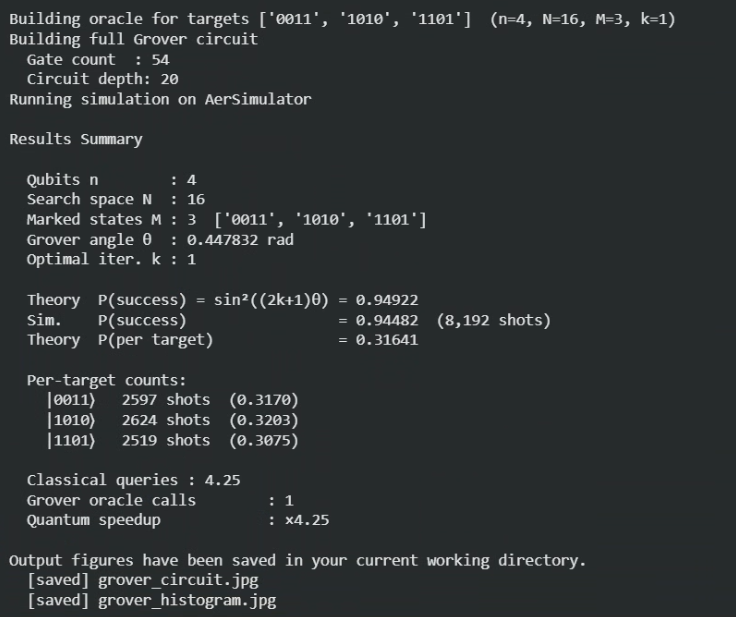 Building oracle for targets ['0011', '1010', '1101']  (n=4, N=16, M=3, k=1)
Building full Grover circuit
  Gate count  : 54
  Circuit depth: 20
Running simulation on AerSimulator

Results Summary

  Qubits n        : 4
  Search space N  : 16
  Marked states M : 3  ['0011', '1010', '1101']
  Grover angle θ  : 0.447832 rad
  Optimal iter. k : 1

  Theory  P(success) = sin²((2k+1)θ) = 0.94922
  Sim.    P(success)                 = 0.94482  (8,192 shots)
  Theory  P(per target)              = 0.31641

  Per-target counts:
    |0011⟩   2597 shots  (0.3170)
    |1010⟩   2624 shots  (0.3203)
    |1101⟩   2519 shots  (0.3075)

  Classical queries : 4.25
  Grover oracle calls        : 1
  Quantum speedup            : ×4.25

Output figures have been saved in your current working directory.
  [saved] grover_circuit.jpg
  [saved] grover_histogram.jpg